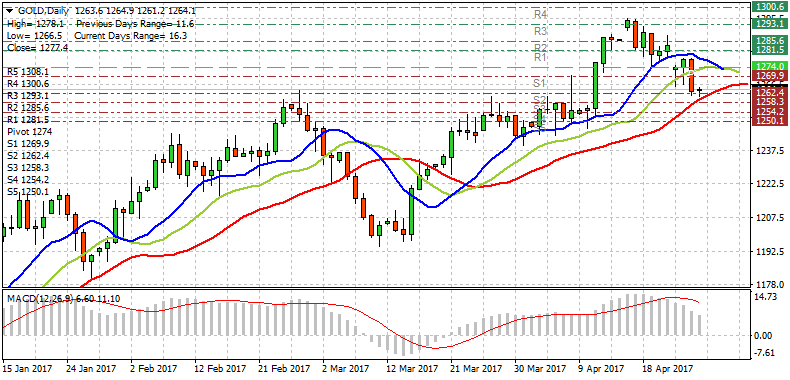 GOLD,Daily 1263.6 1264.9 1261.2 1264.1
High= 1278.1 Previous Days Range= 11.6
Low= 1266.5 Current Days Range= 16.3
Close= 1277.4
R5 1308.1
R4 1300.6
R3 1293.1
R2 1285.6
R1 1281.5
Pivot 1274
S1 1269.9
S2 1262.4
S3 1258.3
S4 1254.2
S5 1250.1
R4
R3
R2
R1
S1
S2
1300.6
1293.1
1285.6
1281.5
1274.0
1269.9
1262.4
1258.3
1254.2
1250.1
1237.5
1222.5
1207.5
1192.5
1178.0
MACD(12,26,9) 6.60 11.10
14.73
0.00
-7.61
15 Jan 2017
24 Jan 2017
2 Feb 2017
12 Feb 2017
21 Feb 2017
2 Mar 2017
12 Mar 2017
21 Mar 2017
30 Mar 2017
9 Apr 2017
18 Apr 2017